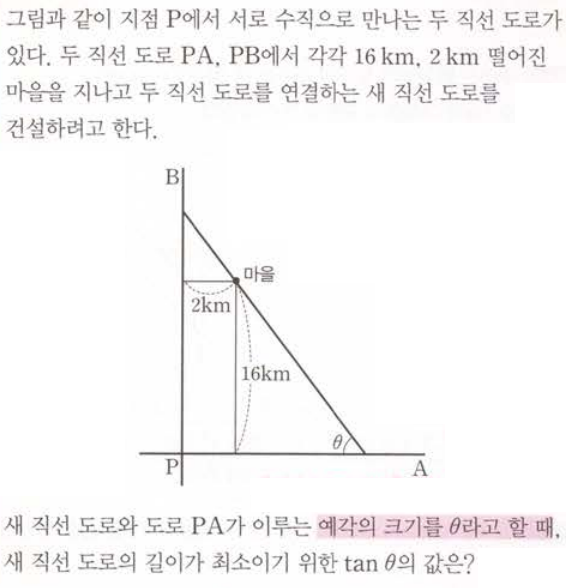 그림과 같이 지점 P에서 서로 수직으로 만나는 두 직선 도로가
있다. 두 직선 도로 PA, PB에서 각각 16 km, 2 km 떨어진
마을을 지나고 두 직선 도로를 연결하는 새 직선 도로를
건설하려고 한다.
B
마을
2km
16km
θ
P
A
새 직선 도로와 도로 PA가 이루는 예각의 크기를 θ라고 할 때,
새 직선 도로의 길이가 최소이기 위한 tan θ의 값은?